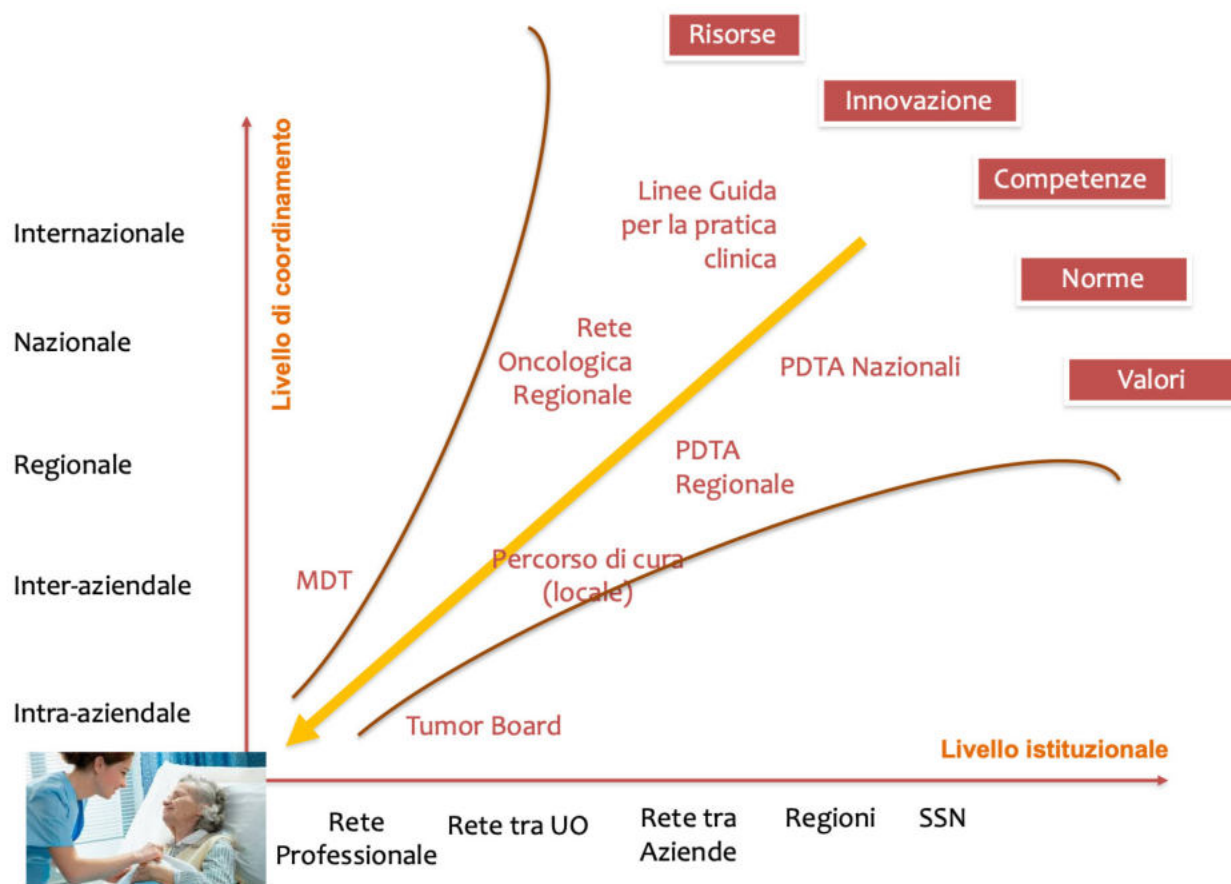 Risorse
Innovazione
Competenze
Norme
Valori
Livello di coordinamento
Internazionale
Nazionale
Regionale
Inter-aziendale
Intra-aziendale
Linee Guida
per la pratica
clinica
Rete
Oncologica
Regionale
PDTA Nazionali
PDTA
Regionale
MDT
Percorso di cura
(locale)
Tumor Board
Livello istituzionale
Rete
Professionale
Rete tra UO
Rete tra
Aziende
Regioni
SSN